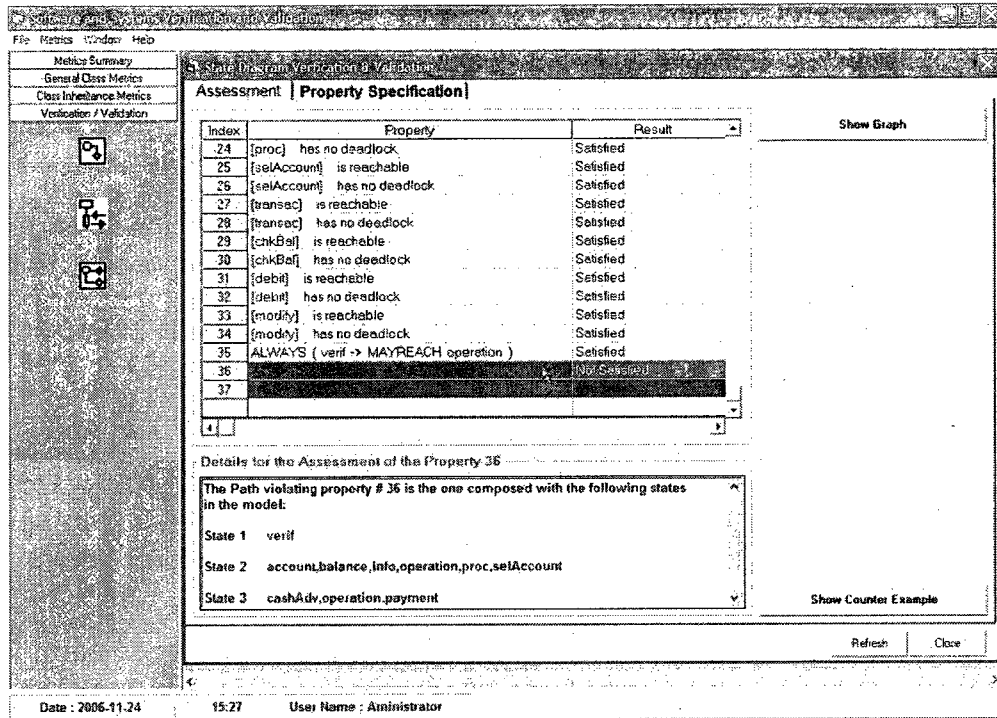 Software and Systems Verification and Validation
File Metrics Window Help
Metrics Summary
General Class Metrics
Class Inheritance Metrics
Verification / Validation
State Diagram Verification & Validation
Assessment | Property Specification
Index Property Result
24 [proc] has no deadlock Satisfied
25 [selAccount] is reachable Satisfied
26 [selAccount] has no deadlock Satisfied
27 [transac] is reachable Satisfied
28 [transac] has no deadlock Satisfied
29 [chkBal] is reachable Satisfied
30 [chkBal] has no deadlock Satisfied
31 [debit] is reachable Satisfied
32 [debit] has no deadlock Satisfied
33 [modify] is reachable Satisfied
34 [modify] has no deadlock Satisfied
35 ALWAYS ( verif -> MAYREACH operation ) Satisfied
36 Not Satisfied
37
Show Graph
Details for the Assessment of the Property 36
The Path violating property # 36 is the one composed with the following states
in the model:
State 1 verif
State 2 account,balance,Info,operation,proc,selAccount
State 3 cashAdv,operation,payment
Show Counter Example
Refresh Close
Date : 2006-11-24 15:27 User Name : Aministrator